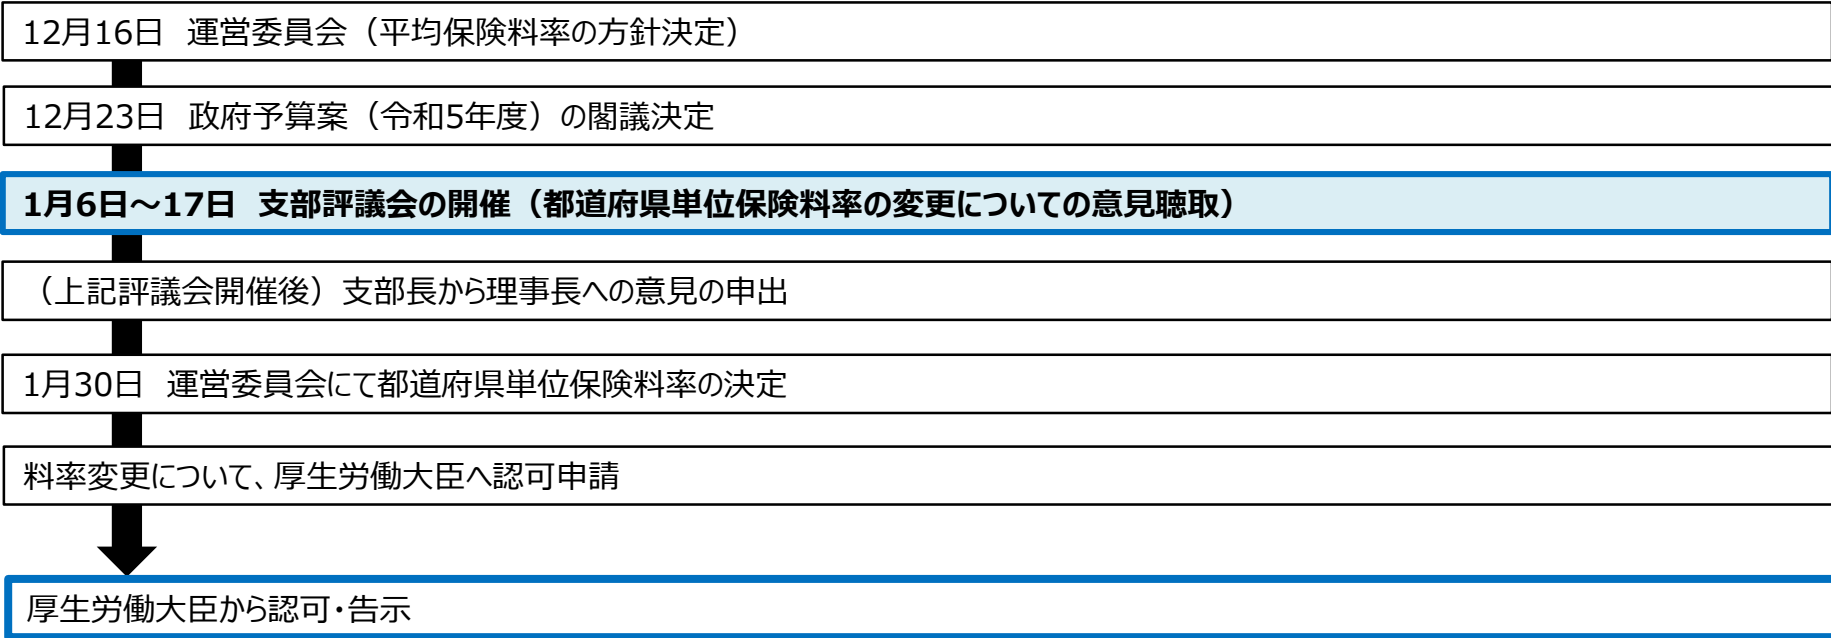 12月16日　運営委員会（平均保険料率の方針決定）
12月23日　政府予算案（令和5年度）の閣議決定
1月6日～17日　支部評議会の開催（都道府県単位保険料率の変更についての意見聴取）
（上記評議会開催後）支部長から理事長への意見の申出
1月30日　運営委員会にて都道府県単位保険料率の決定
料率変更について、厚生労働大臣へ認可申請
厚生労働大臣から認可・告示